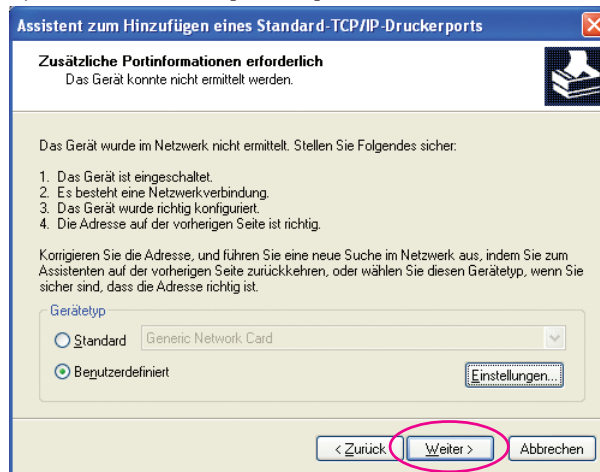 Assistent zum Hinzufügen eines Standard-TCP/IP-Druckerports
Zusätzliche Portinformationen erforderlich
Das Gerät konnte nicht ermittelt werden.
Das Gerät wurde im Netzwerk nicht ermittelt. Stellen Sie Folgendes sicher:
1. Das Gerät ist eingeschaltet.
2. Es besteht eine Netzwerkverbindung.
3. Das Gerät wurde richtig konfiguriert.
4. Die Adresse auf der vorherigen Seite ist richtig.
Korrigieren Sie die Adresse, und führen Sie eine neue Suche im Netzwerk aus, indem Sie zum
Assistenten auf der vorherigen Seite zurückkehren, oder wählen Sie diesen Gerätetyp, wenn Sie
sicher sind, dass die Adresse richtig ist.
Gerätetyp
Standard Generic Network Card
Benutzerdefiniert Einstellungen...
< Zurück Weiter > Abbrechen